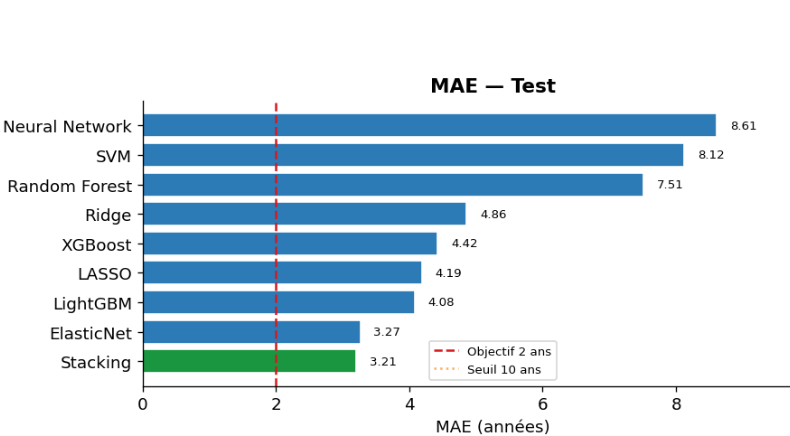 MAE — Test
Neural Network 8.61
SVM 8.12
Random Forest 7.51
Ridge 4.86
XGBoost 4.42
LASSO 4.19
LightGBM 4.08
ElasticNet 3.27
Stacking 3.21
Objectif 2 ans
Seuil 10 ans
0 2 4 6 8
MAE (années)